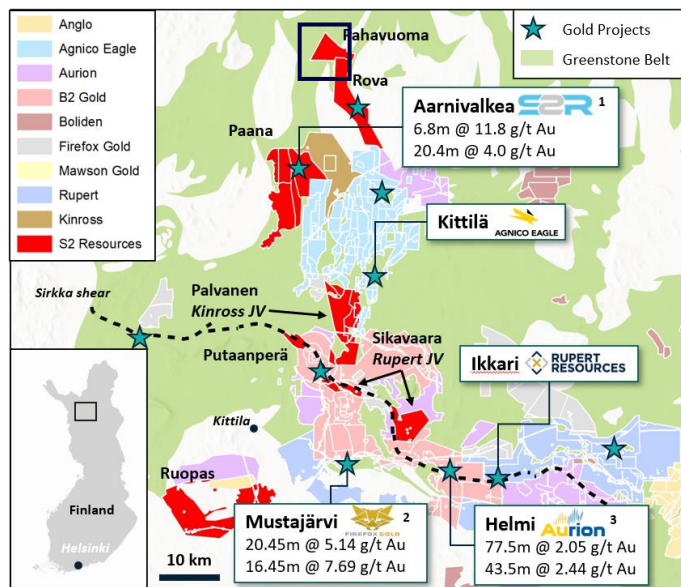 Anglo
Agnico Eagle
Aurion
B2 Gold
Boliden
Firefox Gold
Mawson Gold
Rupert
Kinross
S2 Resources
Gold Projects
Greenstone Belt
Pahavuoma
Rova
Paana
Aarnivalkea S2R 1
6.8m @ 11.8 g/t Au
20.4m @ 4.0 g/t Au
Kittilä AGNICO EAGLE
Sirkka shear
Palvanen
Kinross JV
Putaanperä
Sikavaara
Rupert JV
Ikkari RUPERT
RESOURCES
Kittila
Ruopas
Finland
Helsinki
10 km
Mustajärvi FIREFOX GOLD 2
20.45m @ 5.14 g/t Au
16.45m @ 7.69 g/t Au
Helmi Aurion 3
77.5m @ 2.05 g/t Au
43.5m @ 2.44 g/t Au